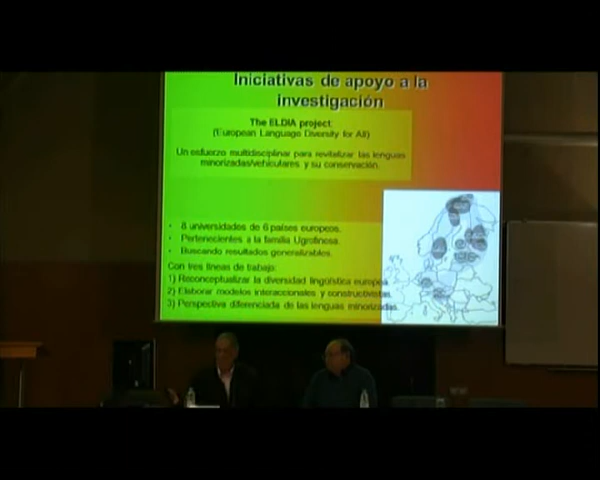 Iniciativas de apoyo a la
investigación
The ELDIA project:
(European Language Diversity for All)
Un esfuerzo multidisciplinar para revitalizar las lenguas
minorizadas/vehiculares y su conservación.
• 8 universidades de 6 países europeos.
• Pertenecientes a la familia Ugrofinesa.
• Buscando resultados generalizables.
Con tres líneas de trabajo:
1) Reconceptualizar la diversidad lingüística europea.
2) Elaborar modelos interaccionales y constructivistas.
3) Perspectiva diferenciada de las lenguas minorizadas.